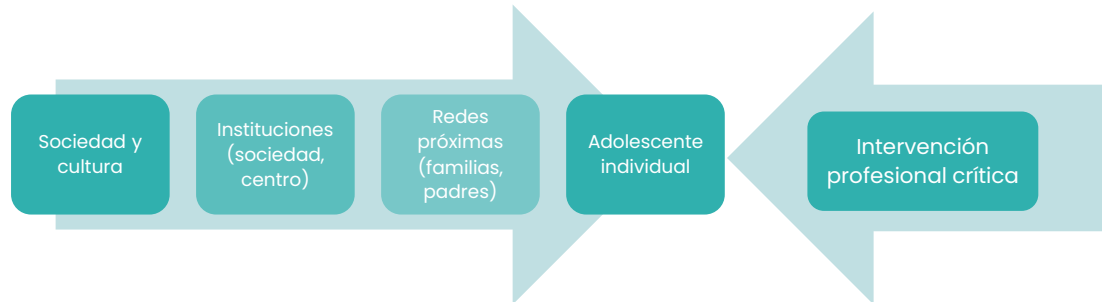 Sociedad y
cultura
Instituciones
(sociedad,
centro)
Redes
próximas
(familias,
padres)
Adolescente
individual
Intervención
profesional crítica